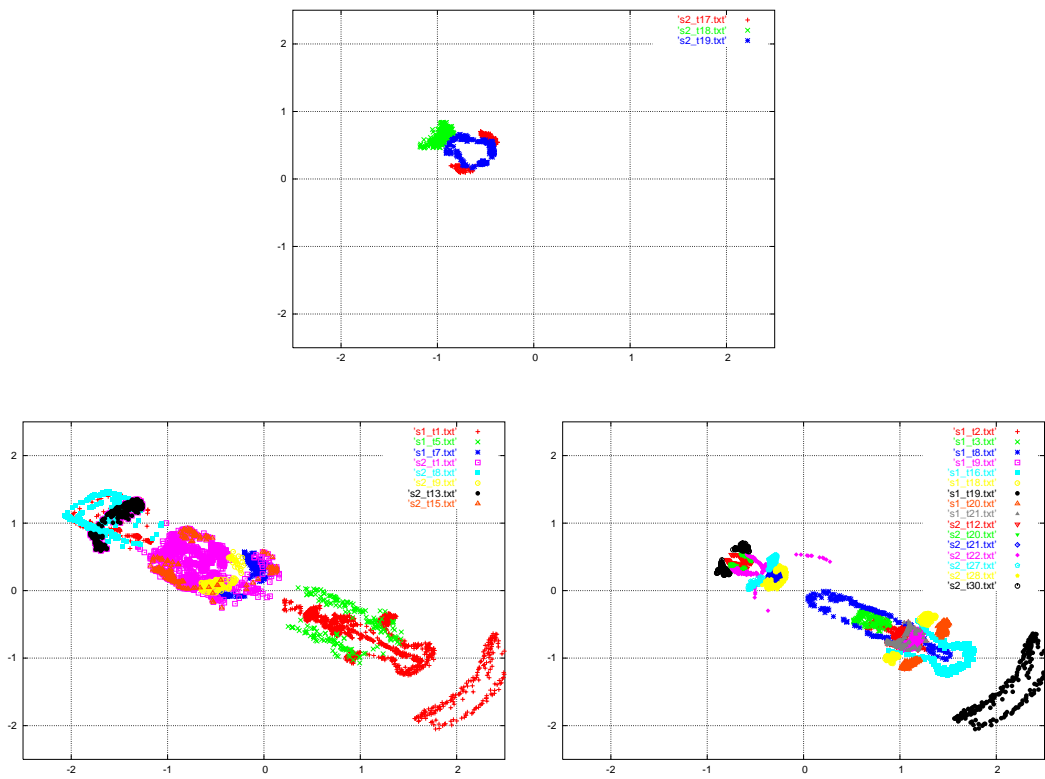 2
1
0
-1
-2
-2 -1 0 1 2
's2_t17.txt'
's2_t18.txt'
's2_t19.txt'
2
1
0
-1
-2
-2 -1 0 1 2
's1_t1.txt'
's1_t5.txt'
's1_t7.txt'
's2_t1.txt'
's2_t8.txt'
's2_t9.txt'
's2_t13.txt'
's2_t15.txt'
2
1
0
-1
-2
-2 -1 0 1 2
's1_t2.txt'
's1_t3.txt'
's1_t8.txt'
's1_t9.txt'
's1_t16.txt'
's1_t18.txt'
's1_t19.txt'
's1_t20.txt'
's1_t21.txt'
's2_t12.txt'
's2_t20.txt'
's2_t21.txt'
's2_t22.txt'
's2_t27.txt'
's2_t28.txt'
's2_t30.txt'